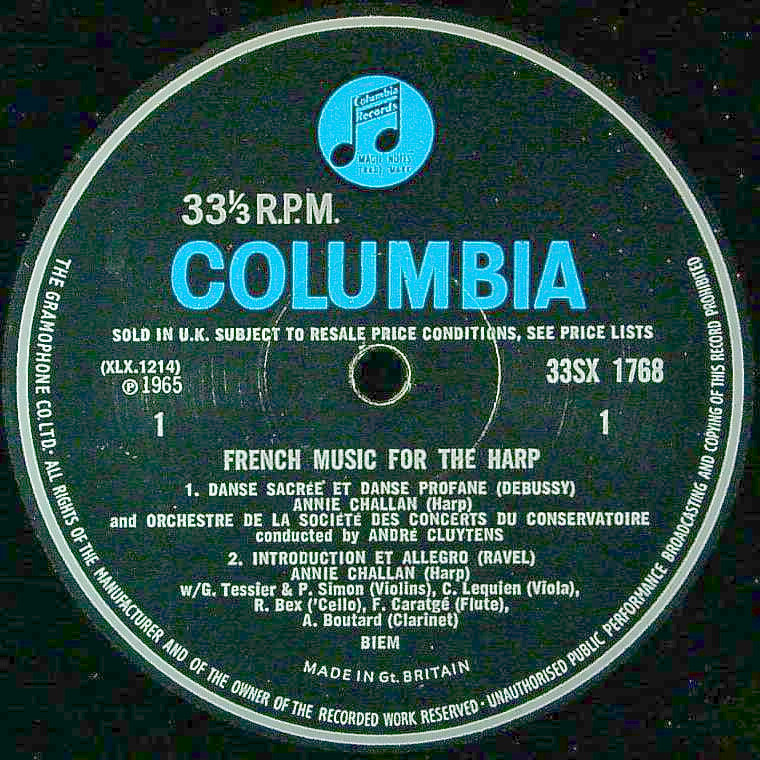 Columbia
Records
MAGIC NOTES
TRADE MARK
33⅓ R.P.M.
COLUMBIA
SOLD IN U.K. SUBJECT TO RESALE PRICE CONDITIONS, SEE PRICE LISTS
(XLX.1214)
℗ 1965
33SX 1768
1
1
FRENCH MUSIC FOR THE HARP
1. DANSE SACRÉE ET DANSE PROFANE (DEBUSSY)
ANNIE CHALLAN (Harp)
and ORCHESTRE DE LA SOCIÉTÉ DES CONCERTS DU CONSERVATOIRE
conducted by ANDRÉ CLUYTENS
2. INTRODUCTION ET ALLEGRO (RAVEL)
ANNIE CHALLAN (Harp)
w/G. Tessier & P. Simon (Violins), C. Lequien (Viola),
R. Bex ('Cello), F. Caratgé (Flute),
A. Boutard (Clarinet)
BIEM
MADE IN Gt. BRITAIN
THE GRAMOPHONE CO. LTD. ALL RIGHTS OF THE MANUFACTURER AND OF THE OWNER OF THE RECORDED WORK RESERVED · UNAUTHORISED PUBLIC PERFORMANCE BROADCASTING AND COPYING OF THIS RECORD PROHIBITED